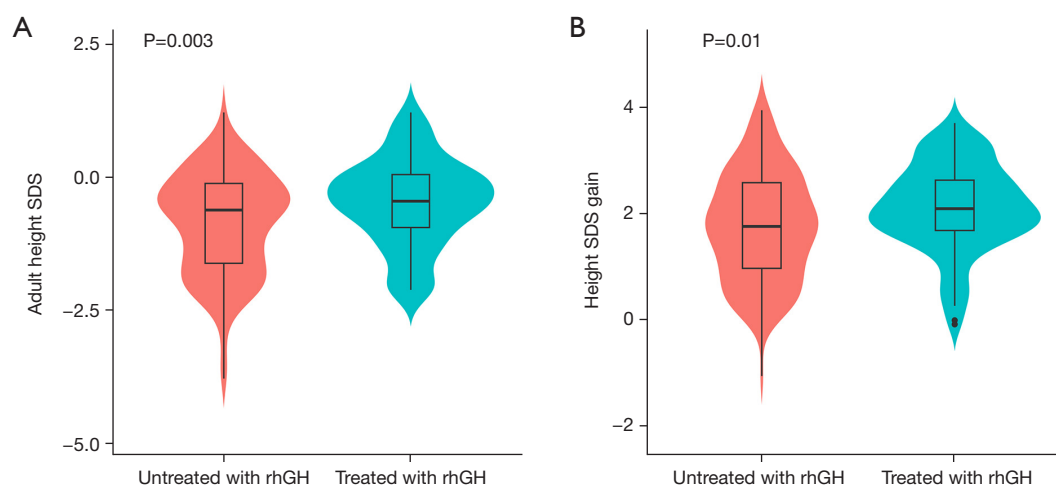 A
P=0.003
Adult height SDS
2.5
0.0
−2.5
−5.0
Untreated with rhGH
Treated with rhGH
B
P=0.01
Height SDS gain
4
2
0
−2
Untreated with rhGH
Treated with rhGH